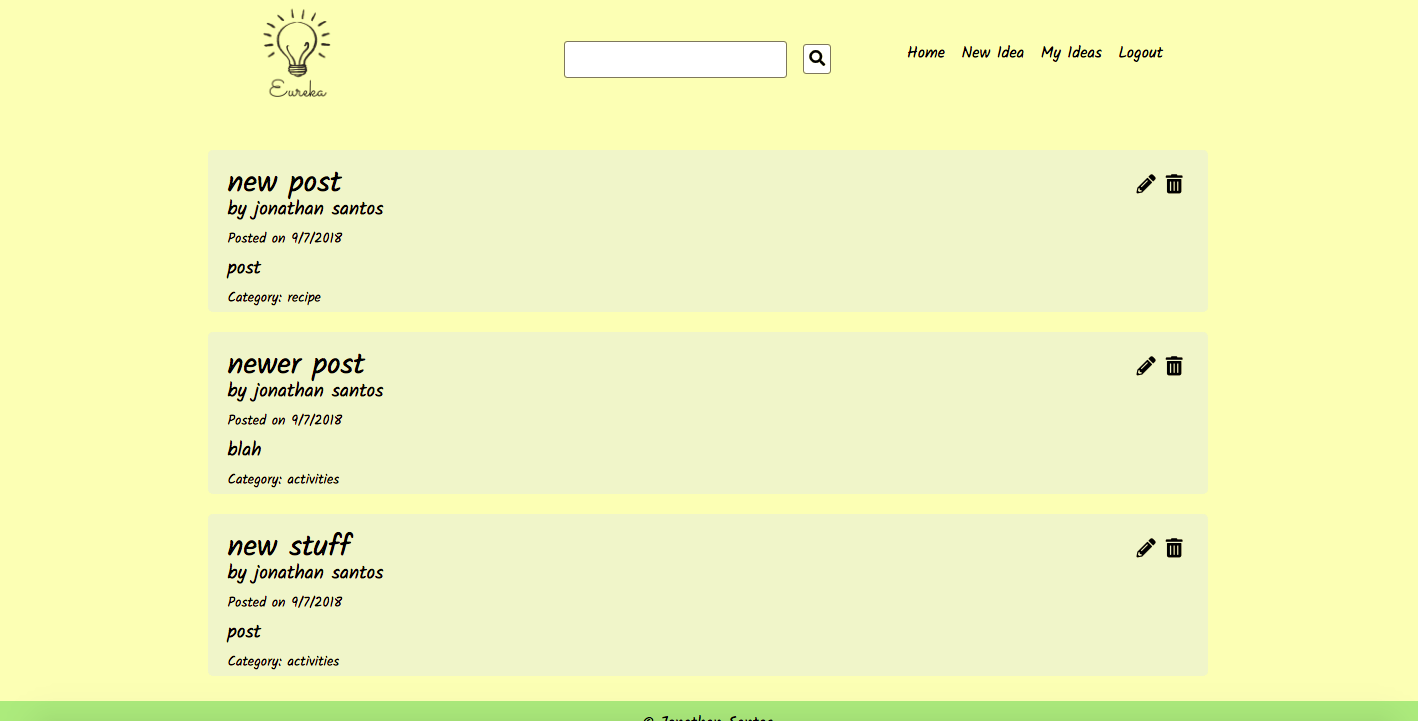 Eureka
Home New Idea My Ideas Logout
new post
by jonathan santos
Posted on 9/7/2018
post
Category: recipe
newer post
by jonathan santos
Posted on 9/7/2018
blah
Category: activities
new stuff
by jonathan santos
Posted on 9/7/2018
post
Category: activities
© Jonathan Santos